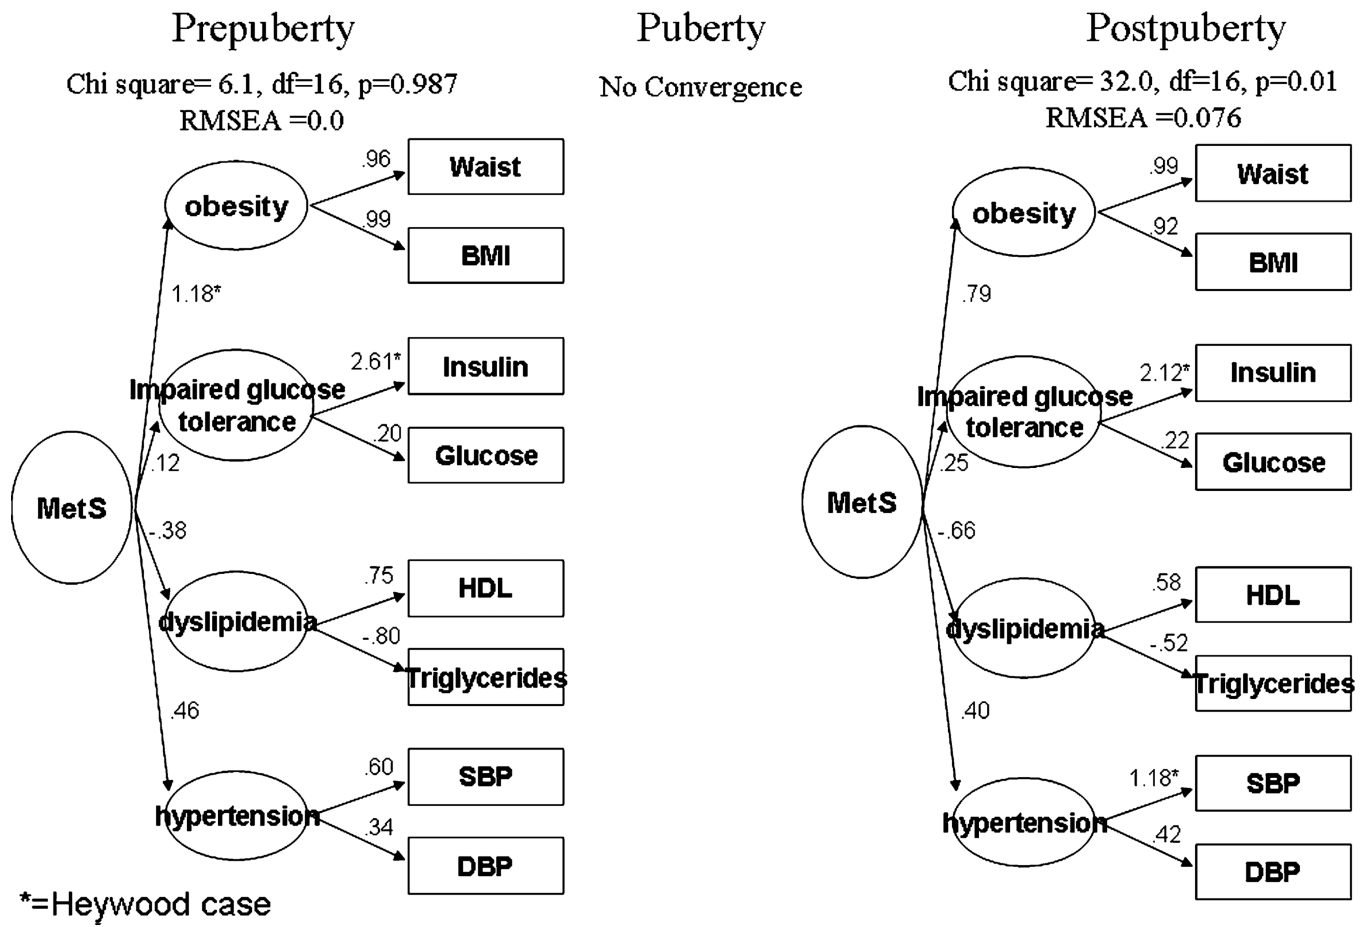 Prepuberty
Chi square= 6.1, df=16, p=0.987
RMSEA =0.0
Puberty
No Convergence
Postpuberty
Chi square= 32.0, df=16, p=0.01
RMSEA =0.076
MetS
1.18*
.12
-.38
.46
obesity
.96
.99
Waist
BMI
Impaired glucose
tolerance
2.61*
.20
Insulin
Glucose
dyslipidemia
.75
-.80
HDL
Triglycerides
hypertension
.60
.34
SBP
DBP
MetS
.79
.25
-.66
.40
obesity
.99
.92
Waist
BMI
Impaired glucose
tolerance
2.12*
.22
Insulin
Glucose
dyslipidemia
.58
-.52
HDL
Triglycerides
hypertension
1.18*
.42
SBP
DBP
*=Heywood case